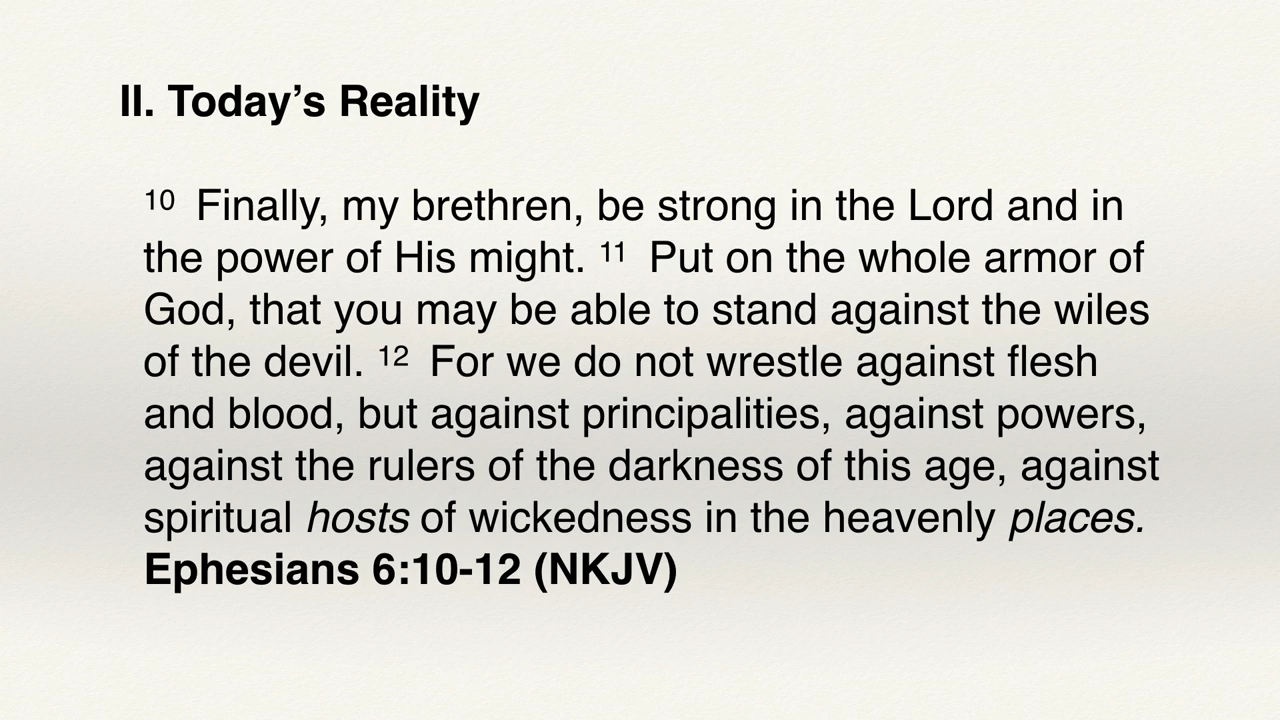 II. Today’s Reality
10 Finally, my brethren, be strong in the Lord and in
the power of His might. 11 Put on the whole armor of
God, that you may be able to stand against the wiles
of the devil. 12 For we do not wrestle against flesh
and blood, but against principalities, against powers,
against the rulers of the darkness of this age, against
spiritual hosts of wickedness in the heavenly places.
Ephesians 6:10-12 (NKJV)